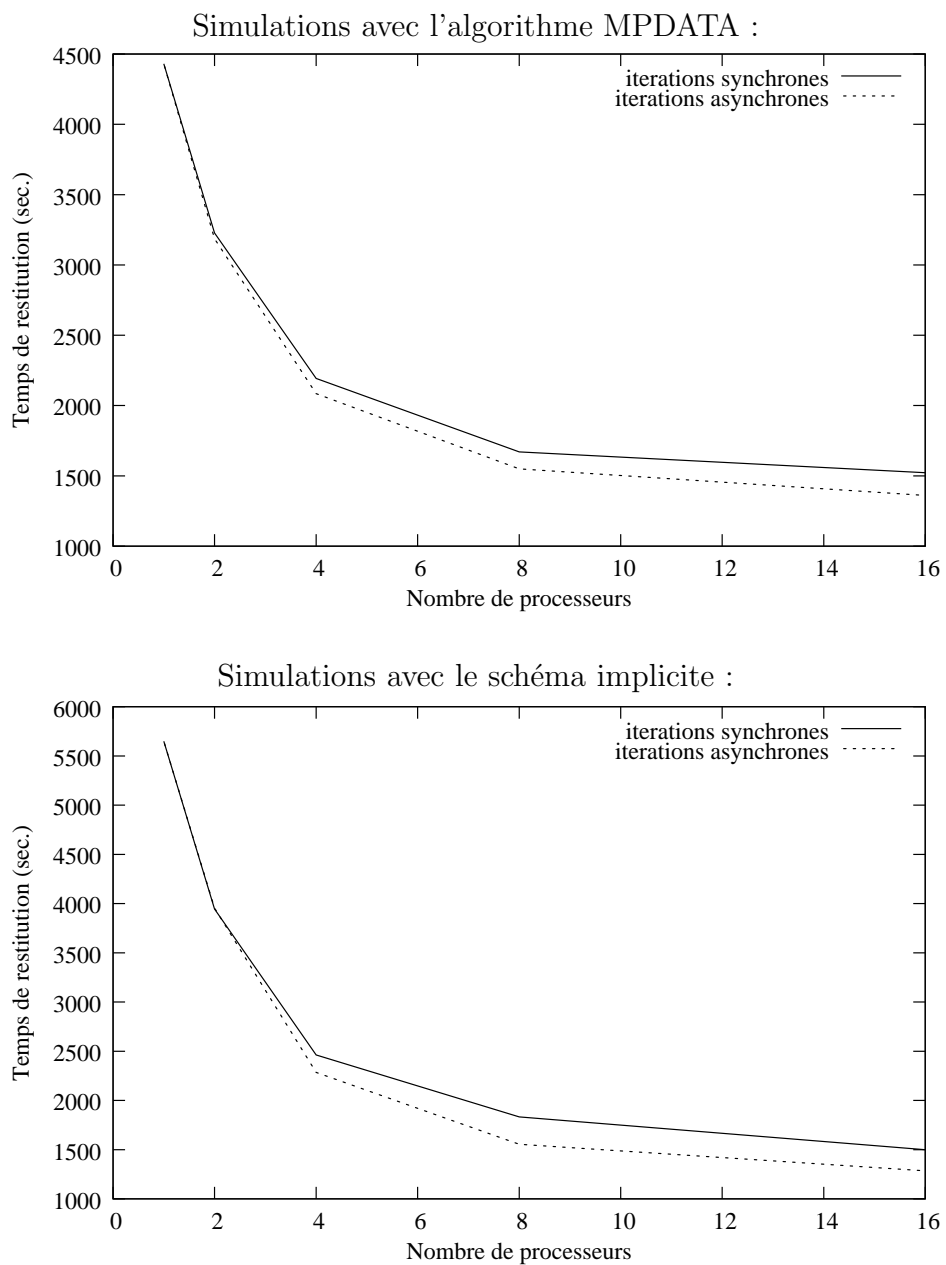 Simulations avec l'algorithme MPDATA :
4500
4000
3500
3000
2500
2000
1500
1000
Temps de restitution (sec.)
iterations synchrones
iterations asynchrones
0 2 4 6 8 10 12 14 16
Nombre de processeurs
Simulations avec le schéma implicite :
6000
5500
5000
4500
4000
3500
3000
2500
2000
1500
1000
Temps de restitution (sec.)
iterations synchrones
iterations asynchrones
0 2 4 6 8 10 12 14 16
Nombre de processeurs